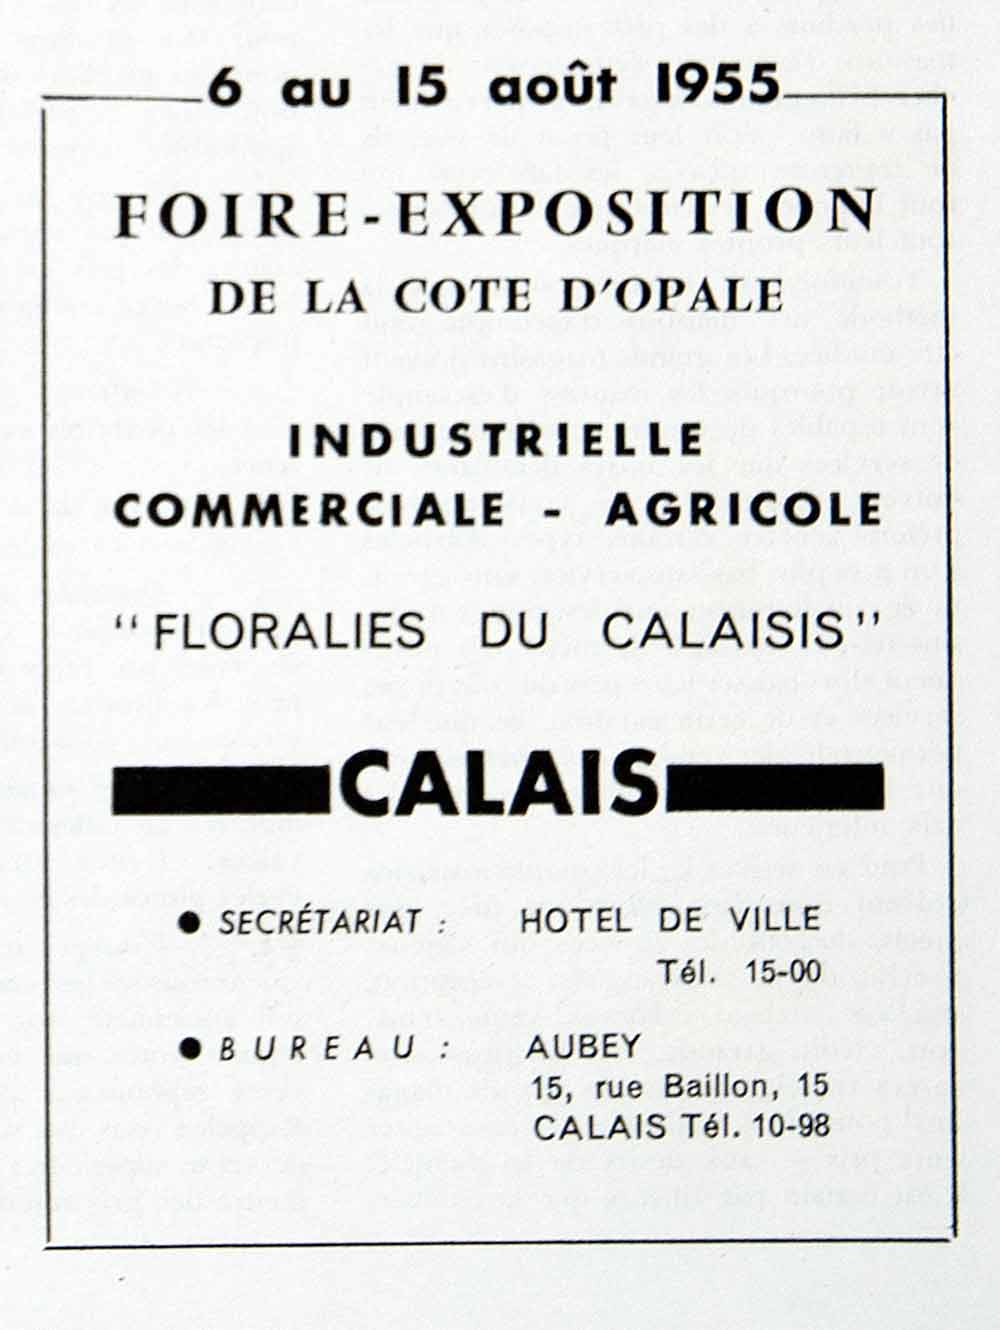 6 au 15 août 1955
FOIRE-EXPOSITION
DE LA COTE D'OPALE
INDUSTRIELLE
COMMERCIALE - AGRICOLE
"FLORALIES DU CALAISIS"
CALAIS
● SECRÉTARIAT : HOTEL DE VILLE
Tél. 15-00
● BUREAU : AUBEY
15, rue Baillon, 15
CALAIS Tél. 10-98